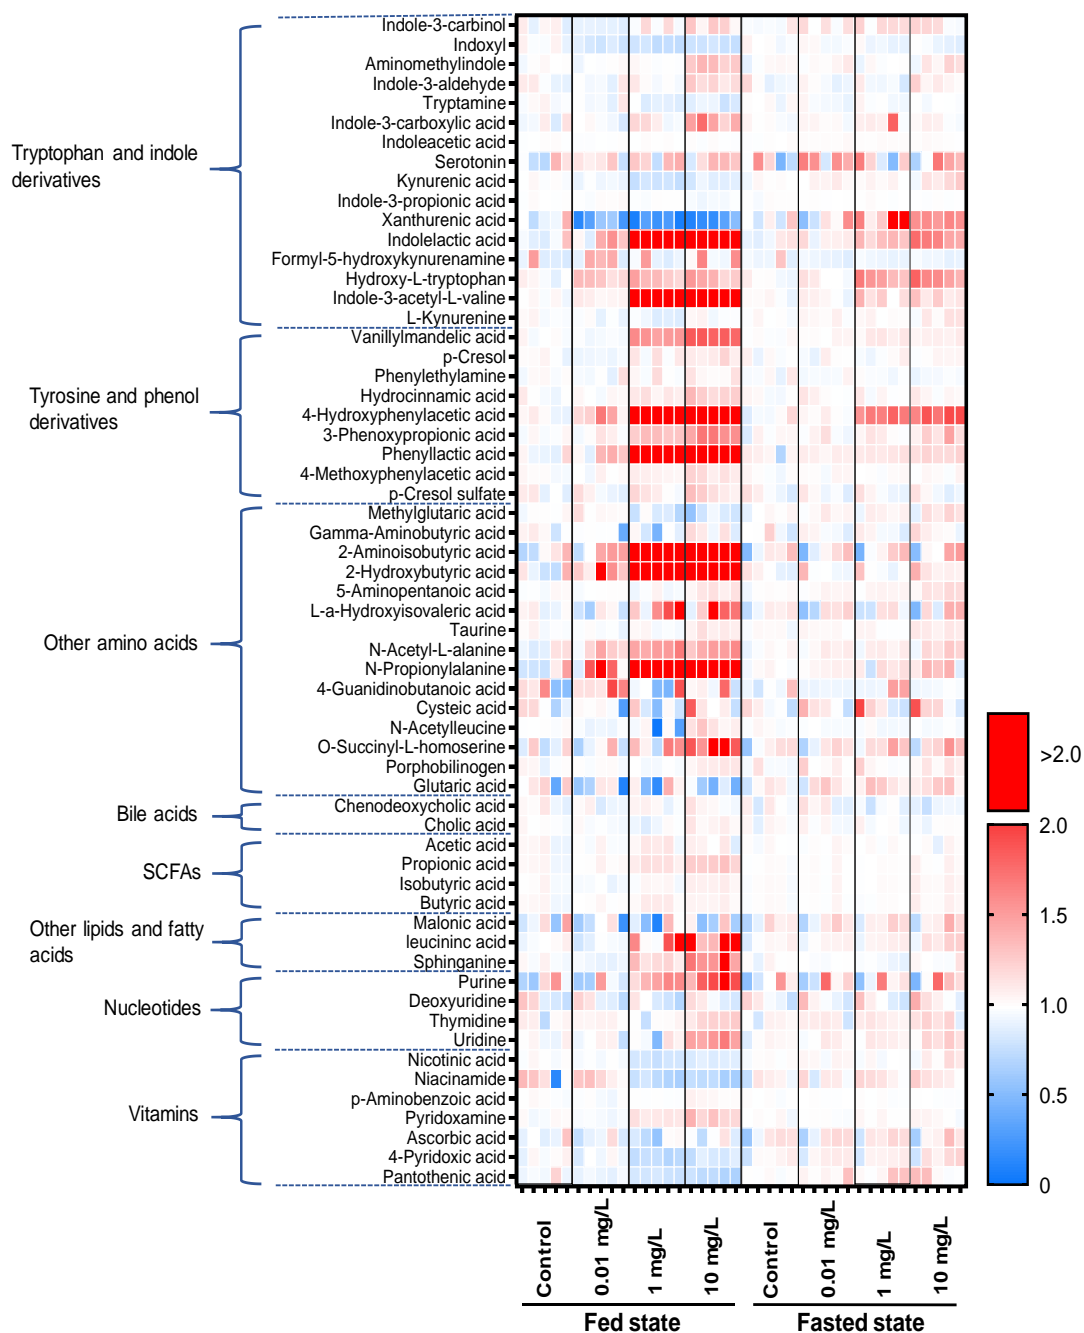 Tryptophan and indole
derivatives
Indole-3-carbinol
Indoxyl
Aminomethylindole
Indole-3-aldehyde
Tryptamine
Indole-3-carboxylic acid
Indoleacetic acid
Serotonin
Kynurenic acid
Indole-3-propionic acid
Xanthurenic acid
Indolelactic acid
Formyl-5-hydroxykynurenamine
Hydroxy-L-tryptophan
Indole-3-acetyl-L-valine
L-Kynurenine
Tyrosine and phenol
derivatives
Vanillylmandelic acid
p-Cresol
Phenylethylamine
Hydrocinnamic acid
4-Hydroxyphenylacetic acid
3-Phenoxypropionic acid
Phenyllactic acid
4-Methoxyphenylacetic acid
p-Cresol sulfate
Other amino acids
Methylglutaric acid
Gamma-Aminobutyric acid
2-Aminoisobutyric acid
2-Hydroxybutyric acid
5-Aminopentanoic acid
L-a-Hydroxyisovaleric acid
Taurine
N-Acetyl-L-alanine
N-Propionylalanine
4-Guanidinobutanoic acid
Cysteic acid
N-Acetylleucine
O-Succinyl-L-homoserine
Porphobilinogen
Glutaric acid
Bile acids
Chenodeoxycholic acid
Cholic acid
SCFAs
Acetic acid
Propionic acid
Isobutyric acid
Butyric acid
Other lipids and fatty
acids
Malonic acid
leucininc acid
Sphinganine
Nucleotides
Purine
Deoxyuridine
Thymidine
Uridine
Vitamins
Nicotinic acid
Niacinamide
p-Aminobenzoic acid
Pyridoxamine
Ascorbic acid
4-Pyridoxic acid
Pantothenic acid
>2.0
2.0
1.5
1.0
0.5
0
Control
0.01 mg/L
1 mg/L
10 mg/L
Control
0.01 mg/L
1 mg/L
10 mg/L
Fed state
Fasted state